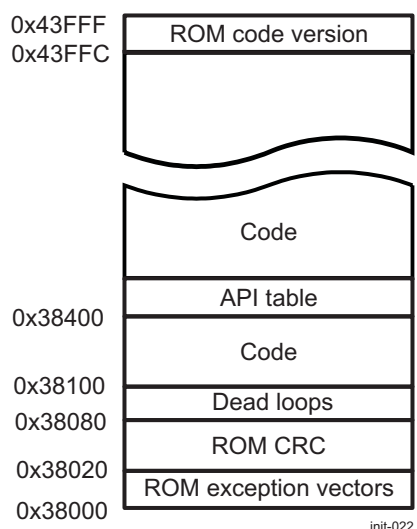 0x43FFF
ROM code version
0x43FFC
Code
API table
0x38400
Code
0x38100
Dead loops
0x38080
ROM CRC
0x38020
ROM exception vectors
0x38000
init-022